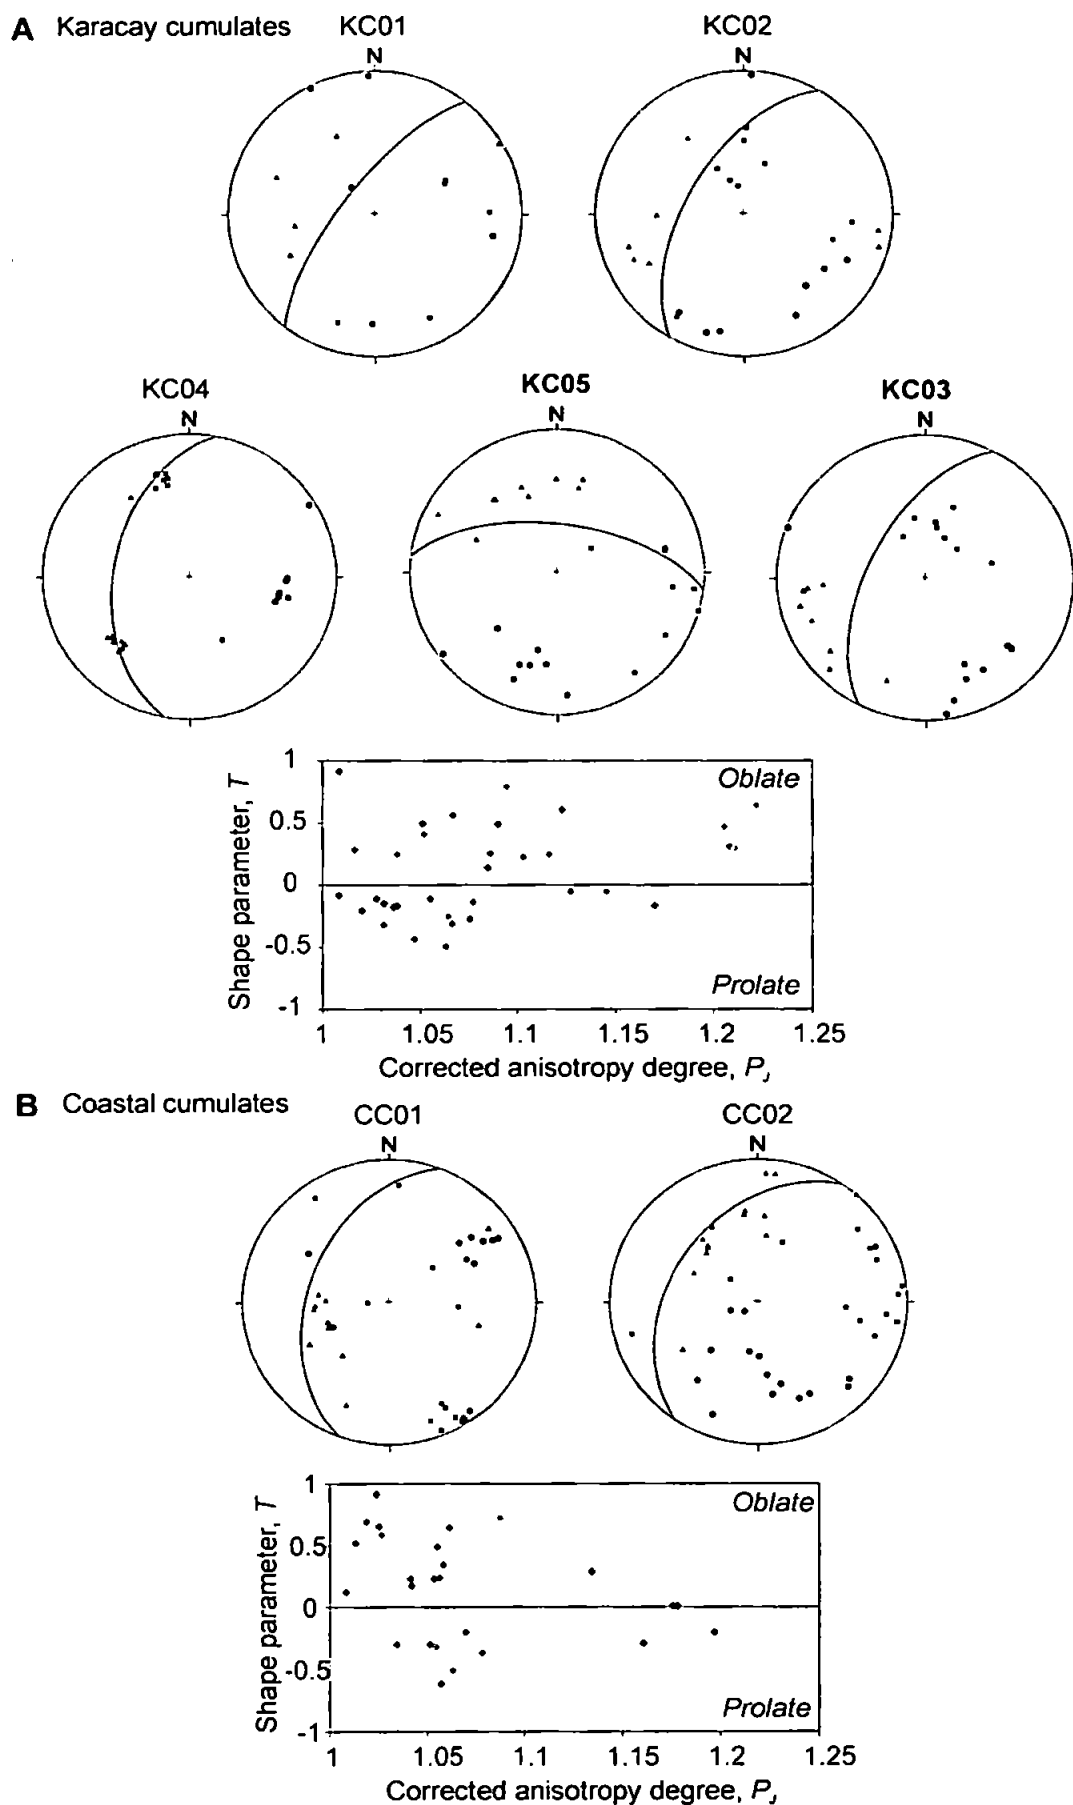 A Karacay cumulates KC01 KC02
N N
KC04 KC05 KC03
N N N
1
Oblate
0.5
0
-0.5
Prolate
-1
Shape parameter, T
1 1.05 1.1 1.15 1.2 1.25
Corrected anisotropy degree, PJ
B Coastal cumulates CC01 CC02
N N
1
Oblate
0.5
0
-0.5
Prolate
-1
Shape parameter, T
1 1.05 1.1 1.15 1.2 1.25
Corrected anisotropy degree, PJ